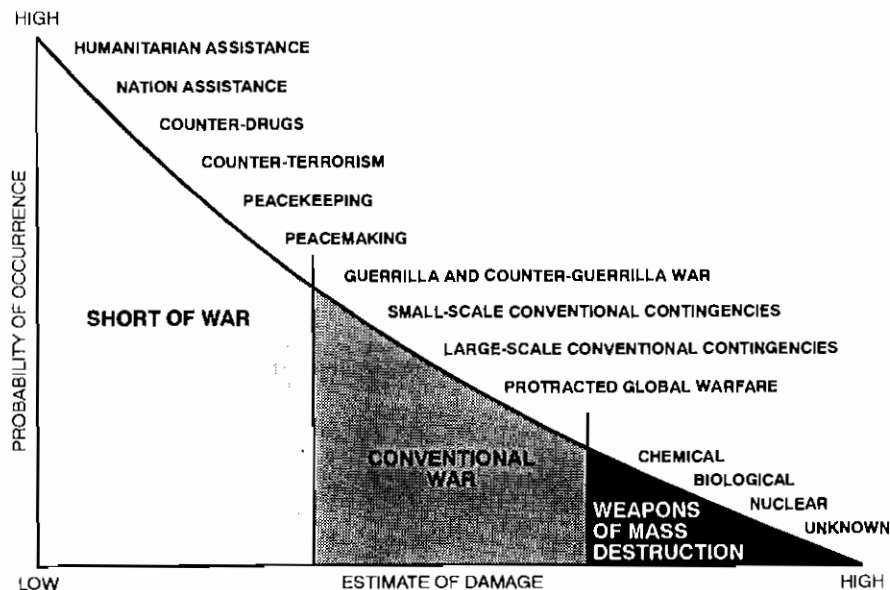 HIGH
HUMANITARIAN ASSISTANCE
NATION ASSISTANCE
COUNTER-DRUGS
COUNTER-TERRORISM
PEACEKEEPING
PEACEMAKING
GUERRILLA AND COUNTER-GUERRILLA WAR
SMALL-SCALE CONVENTIONAL CONTINGENCIES
LARGE-SCALE CONVENTIONAL CONTINGENCIES
PROTRACTED GLOBAL WARFARE
CHEMICAL
BIOLOGICAL
NUCLEAR
UNKNOWN
PROBABILITY OF OCCURRENCE
SHORT OF WAR
CONVENTIONAL
WAR
WEAPONS
OF MASS
DESTRUCTION
LOW
ESTIMATE OF DAMAGE
HIGH